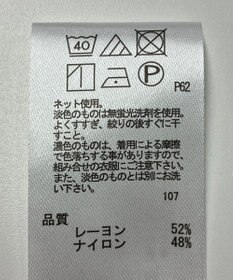 40
P
P62
ネット使用。
淡色のものは無蛍光洗剤を使用。
よくすすぎ、絞りの後すぐに干
すこと。
濃色のものは、着用による摩擦
で色落ちする事がありますので、
組み合せの衣類にご注意下さい。
また、淡色のものとは別にお洗
い下さい。
107
品質
レーヨン 52%
ナイロン 48%